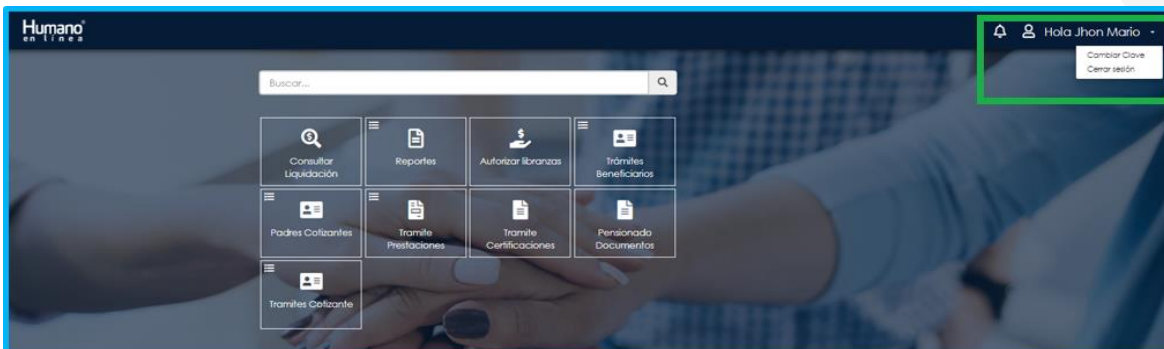 Humano
en línea
Hola Jhon Mario
Cambiar Clave
Cerrar sesión
Buscar...
Consultar
Liquidación
Reportes
Autorizar libranzas
Trámites
Beneficiarios
Padres Cotizantes
Tramite
Prestaciones
Tramite
Certificaciones
Pensionado
Documentos
Tramites Cotizante